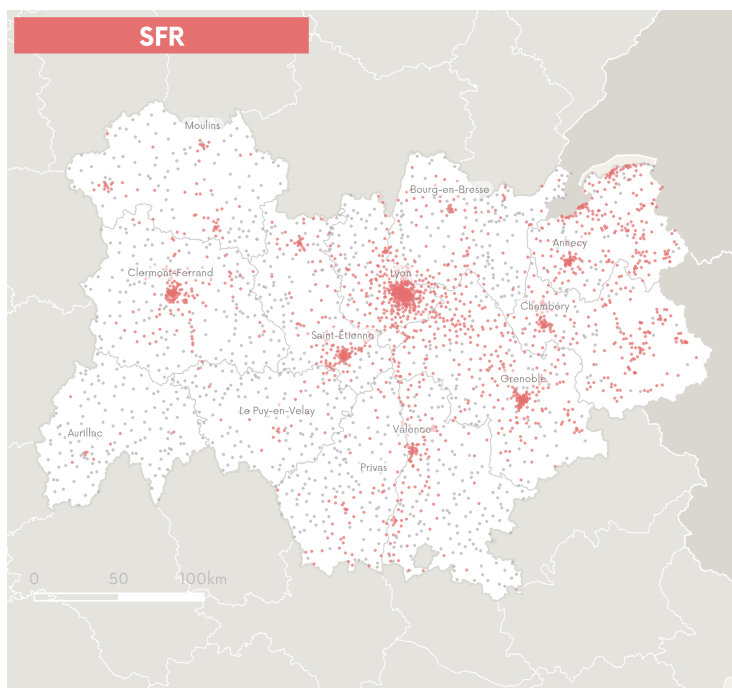 SFR
Moulins
Bourg-en-Bresse
Annecy
Clermont-Ferrand
Lyon
Chambéry
Saint-Étienne
Grenoble
Le Puy-en-Velay
Valence
Aurillac
Privas
0 50 100km